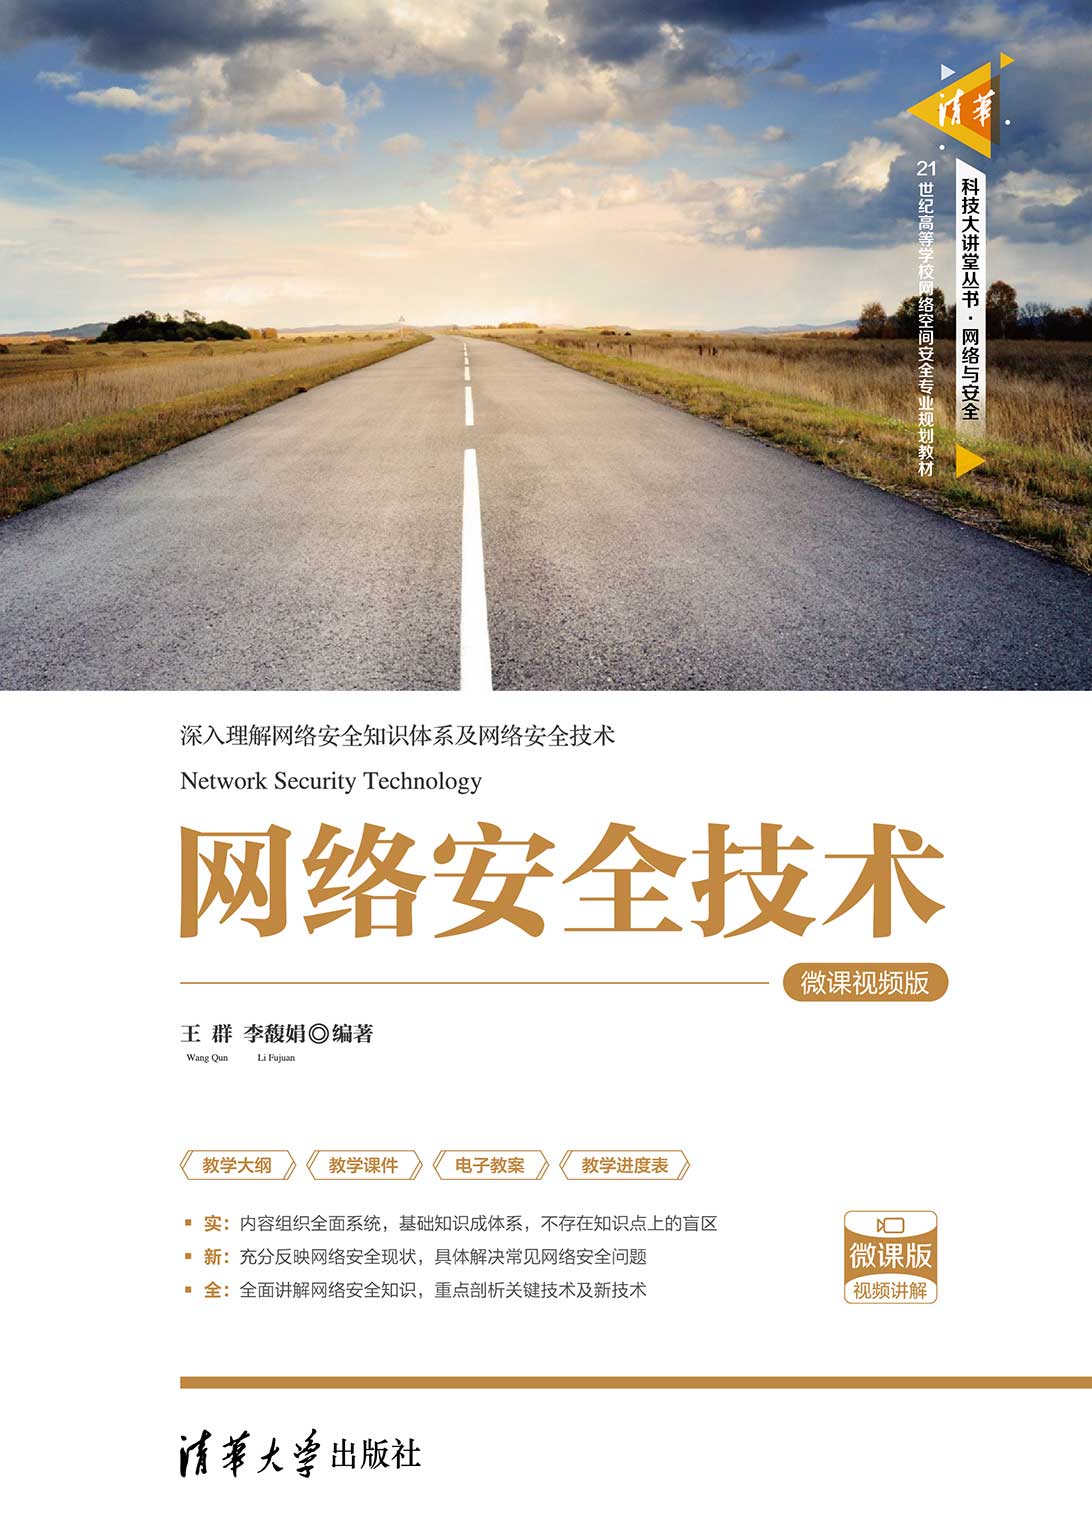 清华
科技大讲堂丛书·网络与安全
21世纪高等学校网络空间安全专业规划教材
深入理解网络安全知识体系及网络安全技术
Network Security Technology
网络安全技术
微课视频版
王 群 李馥娟◎编著
Wang Qun Li Fujuan
教学大纲 教学课件 电子教案 教学进度表
▪ 实：内容组织全面系统，基础知识成体系，不存在知识点上的盲区
▪ 新：充分反映网络安全现状，具体解决常见网络安全问题
▪ 全：全面讲解网络安全知识，重点剖析关键技术及新技术
微课版
视频讲解
清华大学出版社